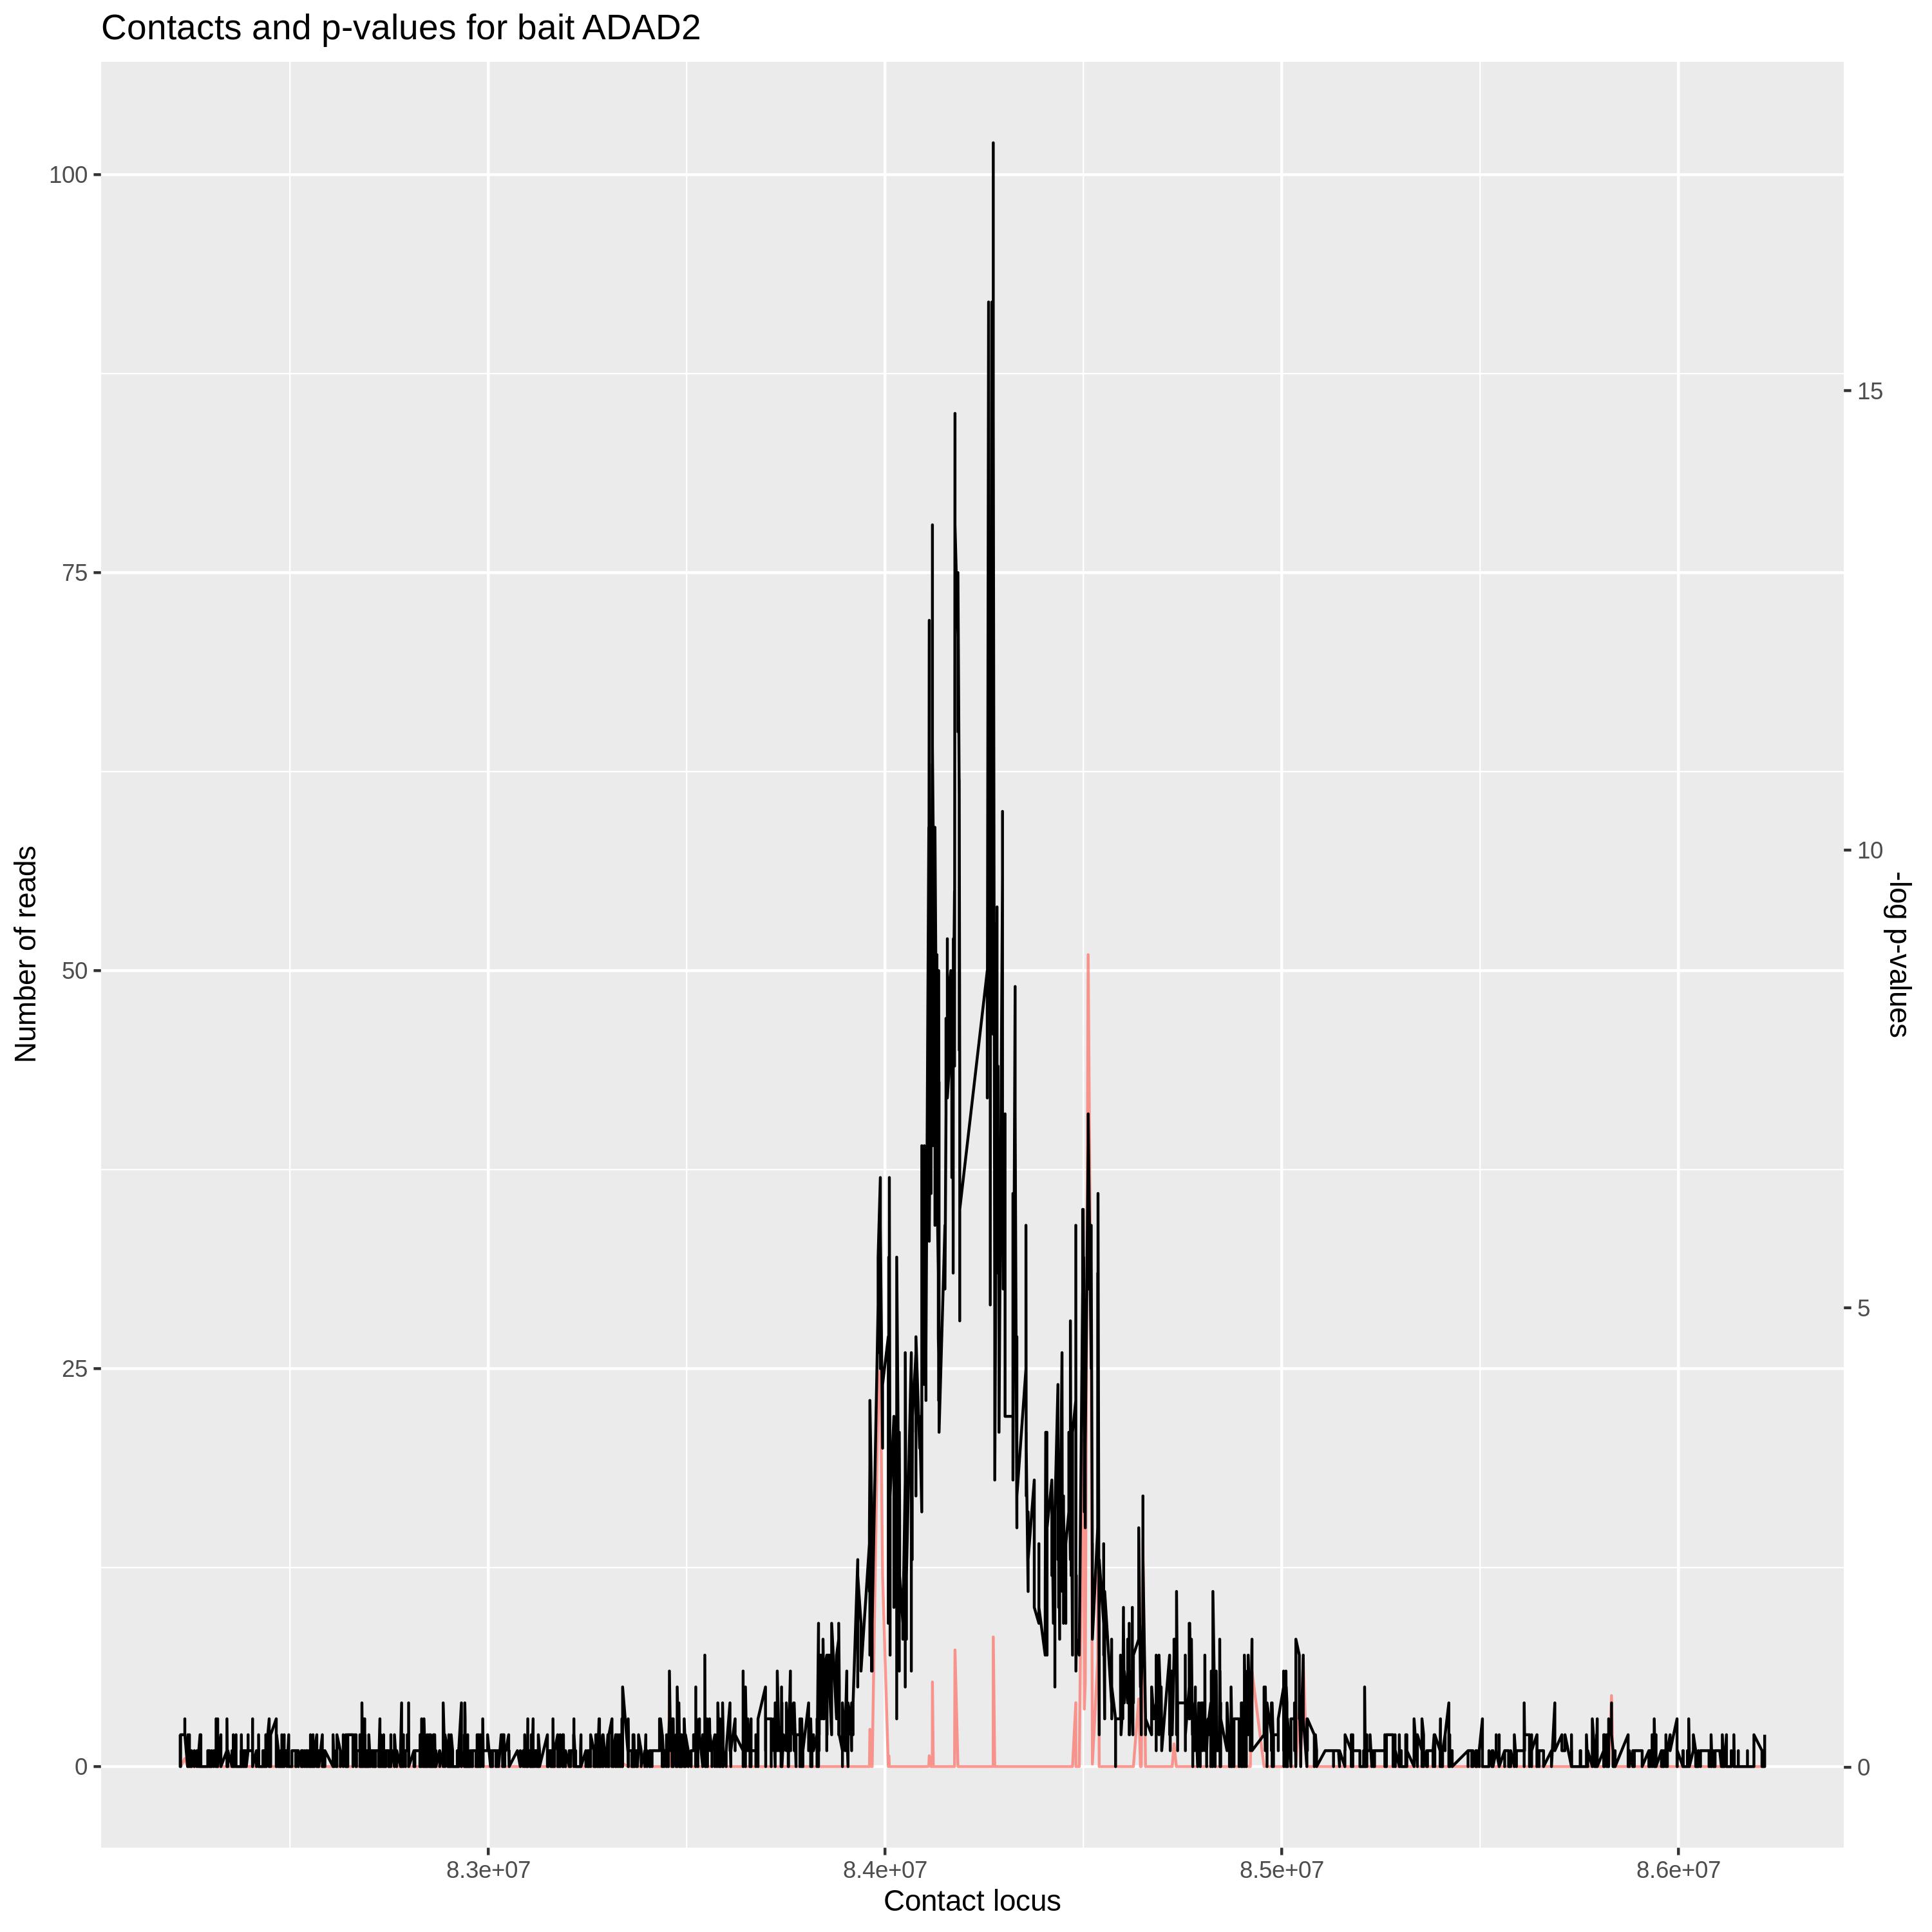 Contacts and p-values for bait ADAD2
100
75
50
25
0
Number of reads
15
10
5
0
-log p-values
8.3e+07
8.4e+07
8.5e+07
8.6e+07
Contact locus